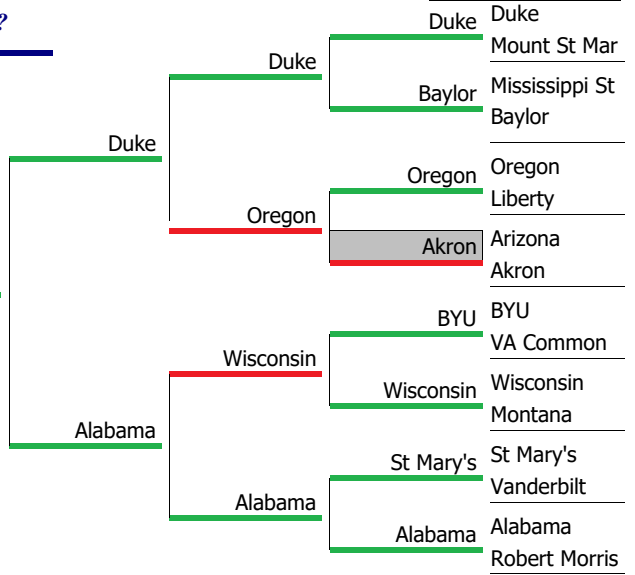 ?
Duke
Duke
Mount St Mar
Duke
Baylor
Mississippi St
Baylor
Duke
Oregon
Oregon
Liberty
Oregon
Akron
Arizona
Akron
BYU
BYU
VA Common
Wisconsin
Wisconsin
Wisconsin
Montana
Alabama
St Mary's
St Mary's
Vanderbilt
Alabama
Alabama
Alabama
Robert Morris